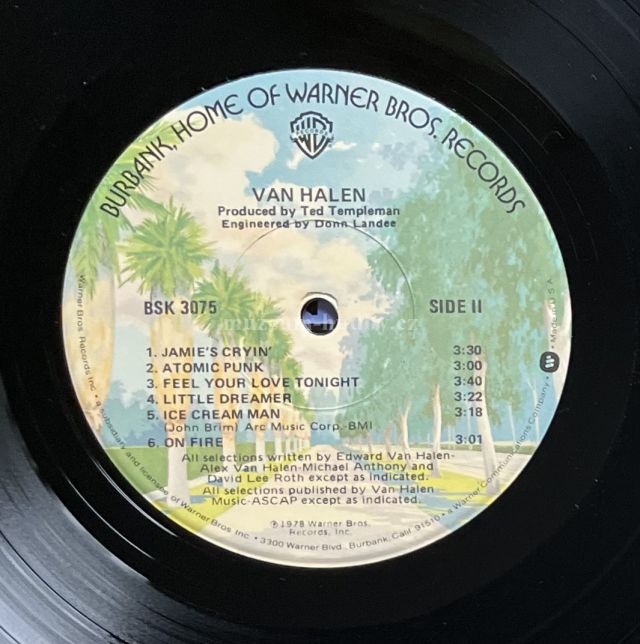 BURBANK, HOME OF WARNER BROS. RECORDS
WB
RECORDS
VAN HALEN
Produced by Ted Templeman
Engineered by Donn Landee
BSK 3075
SIDE II
1. JAMIE'S CRYIN' 3:30
2. ATOMIC PUNK 3:00
3. FEEL YOUR LOVE TONIGHT 3:40
4. LITTLE DREAMER 3:22
5. ICE CREAM MAN 3:18
(John Brim) Arc Music Corp.-BMI
6. ON FIRE 3:01
All selections written by Edward Van Halen-
Alex Van Halen-Michael Anthony and
David Lee Roth except as indicated.
All selections published by Van Halen
Music-ASCAP except as indicated.
℗1978 Warner Bros.
Records, Inc.
Warner Bros. Records Inc. • a subsidiary and licensee of Warner Bros Inc. • 3300 Warner Blvd., Burbank, Calif. 91510 • a Warner Communications Company. • Made in U.S.A.